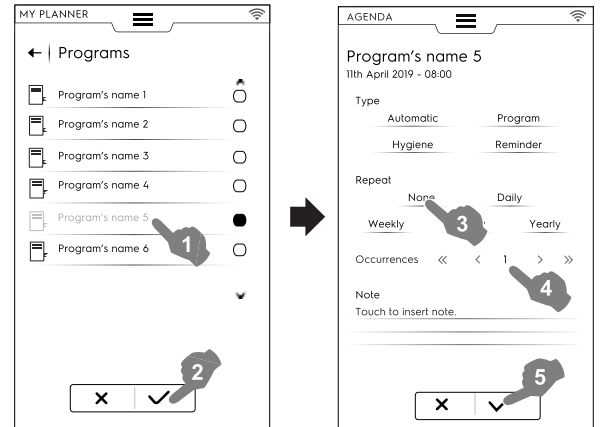 MY PLANNER
Programs
Program's name 1
Program's name 2
Program's name 3
Program's name 4
Program's name 5
Program's name 6
1
2
AGENDA
Program's name 5
11th April 2019 - 08:00
Type
Automatic Program
Hygiene Reminder
Repeat
None Daily
3
Weekly Yearly
Occurrences « < 1 > »
4
Note
Touch to insert note.
5